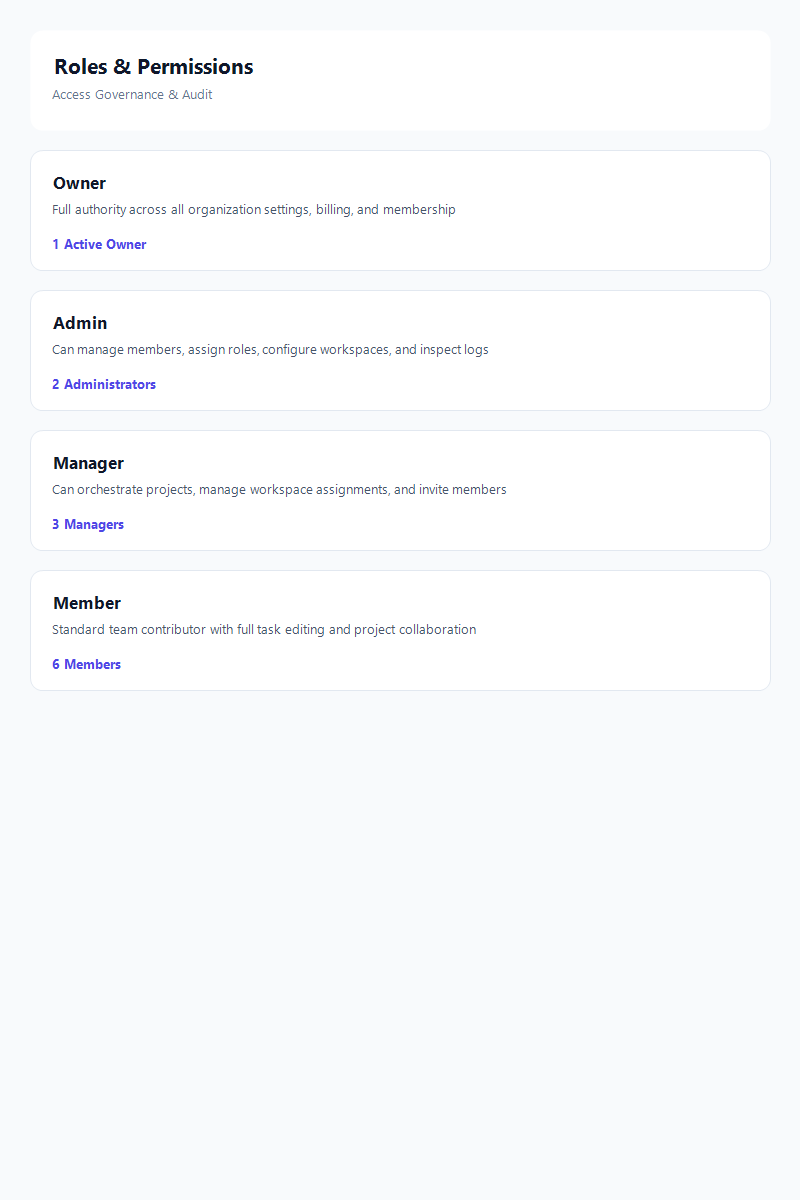 Roles & Permissions
Access Governance & Audit
Owner
Full authority across all organization settings, billing, and membership
1 Active Owner
Admin
Can manage members, assign roles, configure workspaces, and inspect logs
2 Administrators
Manager
Can orchestrate projects, manage workspace assignments, and invite members
3 Managers
Member
Standard team contributor with full task editing and project collaboration
6 Members